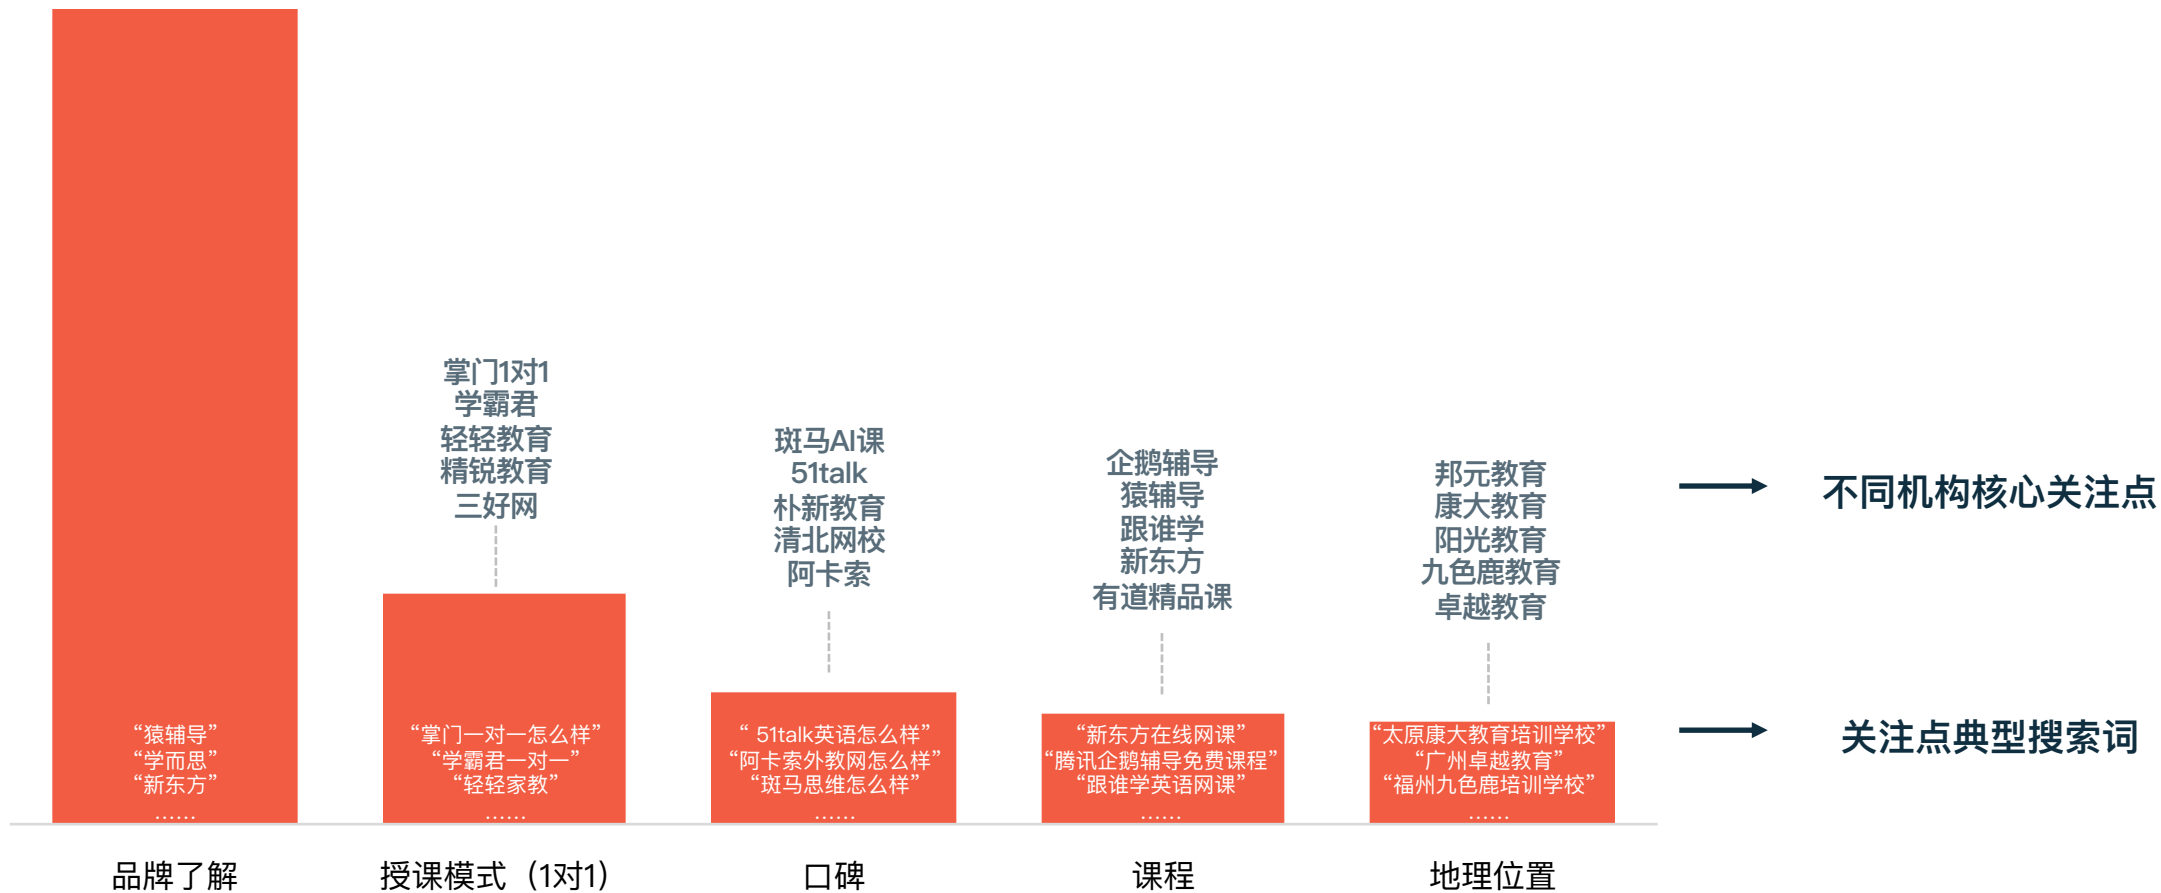 掌门1对1
学霸君
轻轻教育
精锐教育
三好网
斑马AI课
51talk
朴新教育
清北网校
阿卡索
企鹅辅导
猿辅导
跟谁学
新东方
有道精品课
邦元教育
康大教育
阳光教育
九色鹿教育
卓越教育
不同机构核心关注点
“猿辅导”
“学而思”
“新东方”
……
“掌门一对一怎么样”
“学霸君一对一”
“轻轻家教”
……
“ 51talk英语怎么样”
“阿卡索外教网怎么样”
“斑马思维怎么样”
……
“新东方在线网课”
“腾讯企鹅辅导免费课程”
“跟谁学英语网课”
……
“太原康大教育培训学校”
“广州卓越教育”
“福州九色鹿培训学校”
……
关注点典型搜索词
品牌了解
授课模式（1对1）
口碑
课程
地理位置